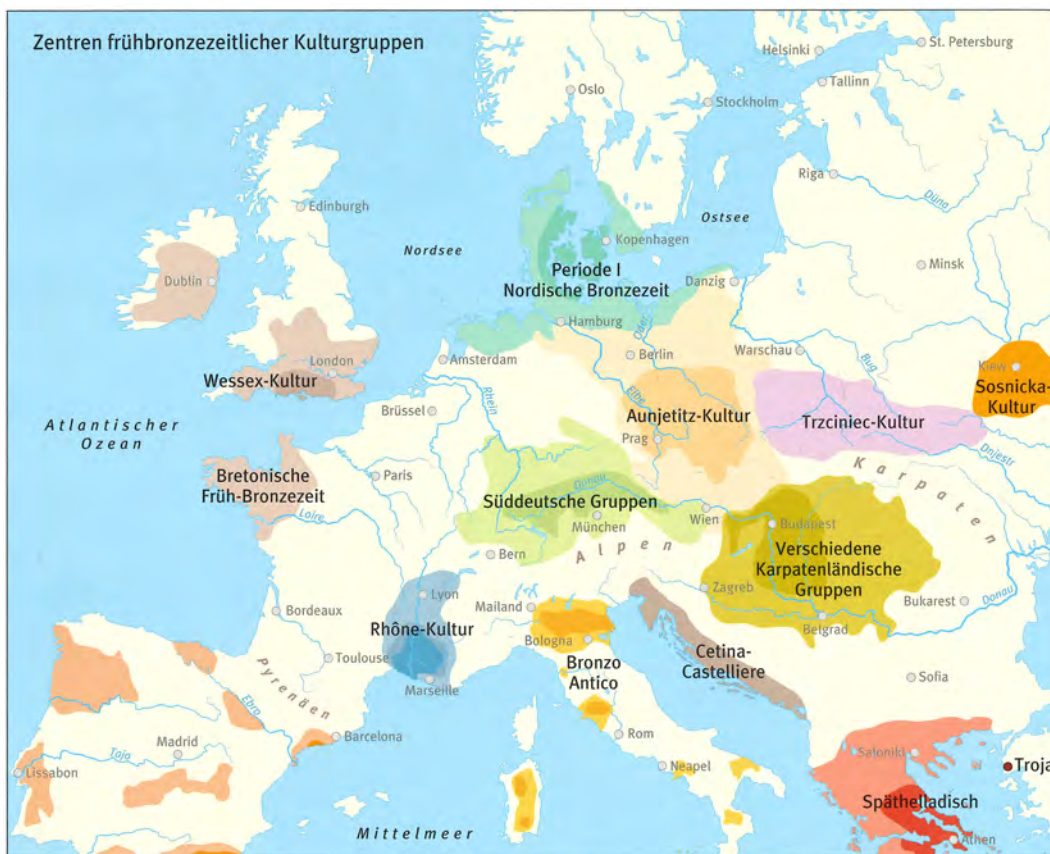 Zentren frühbronzezeitlicher Kulturgruppen
Helsinki
St. Petersburg
Tallinn
Oslo
Stockholm
Riga
Düna
Edinburgh
Nordsee
Ostsee
Kopenhagen
Minsk
Dublin
Periode I
Nordische Bronzezeit
Danzig
Hamburg
Oder
London
Amsterdam
Berlin
Warschau
Bug
Kiew
Wessex-Kultur
Rhein
Elbe
Sosnicka-
Kultur
Brüssel
Aunjetitz-Kultur
Trzciniec-Kultur
Atlantischer
Ozean
Prag
Dnjestr
Bretonische
Früh-Bronzezeit
Paris
Karpaten
Donau
Süddeutsche Gruppen
Loire
München
Wien
Budapest
Bern
Alpen
Verschiedene
Karpatenländische
Gruppen
Lyon
Mailand
Zagreb
Bukarest
Donau
Bordeaux
Rhône-Kultur
Bologna
Belgrad
Toulouse
Bronzo
Antico
Cetina-
Castelliere
Sofia
Pyrenäen
Marseille
Ebro
Barcelona
Rom
Madrid
Tajo
Lissabon
Neapel
Saloniki
Troja
Späthelladisch
Mittelmeer
Athen